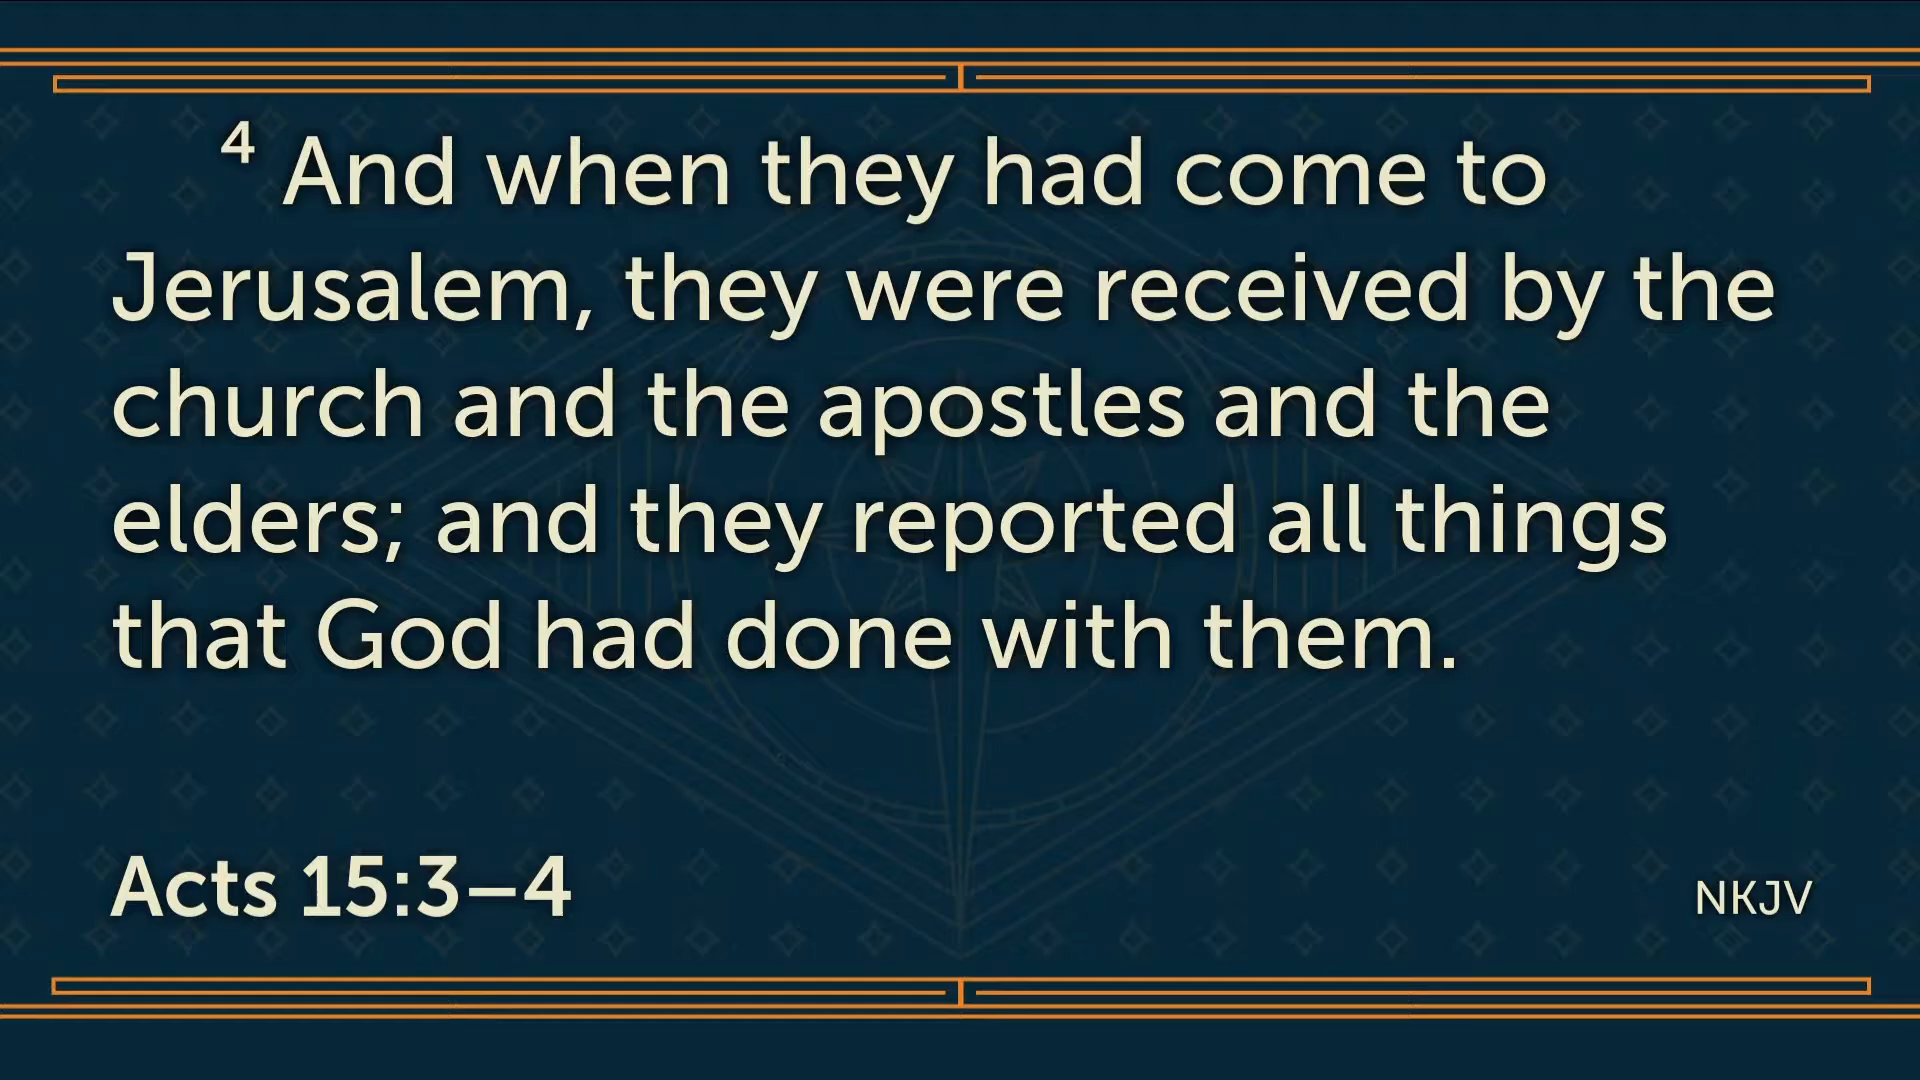 4 And when they had come to
Jerusalem, they were received by the
church and the apostles and the
elders; and they reported all things
that God had done with them.
Acts 15:3–4
NKJV